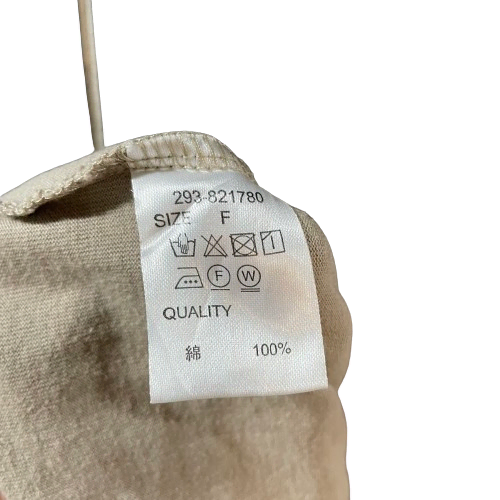 293-821780
SIZE F
F W
QUALITY
綿 100%